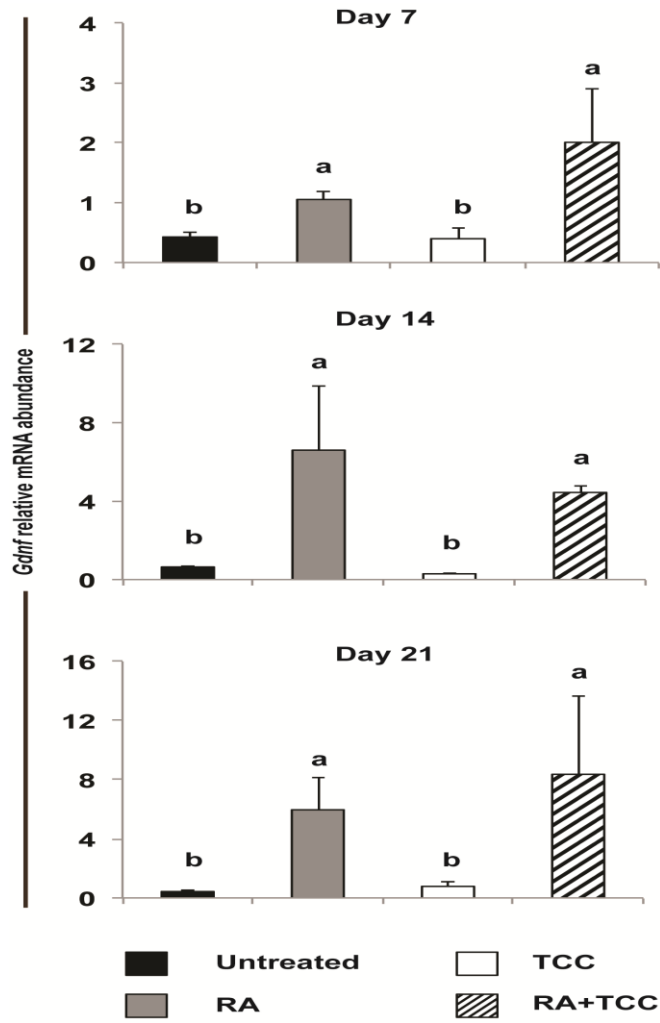 Day 7
4
3
2
1
0
b
a
b
a
Gdnf relative mRNA abundance
Day 14
12
8
4
0
b
a
b
a
Day 21
16
12
8
4
0
b
a
b
a
Untreated
TCC
RA
RA+TCC